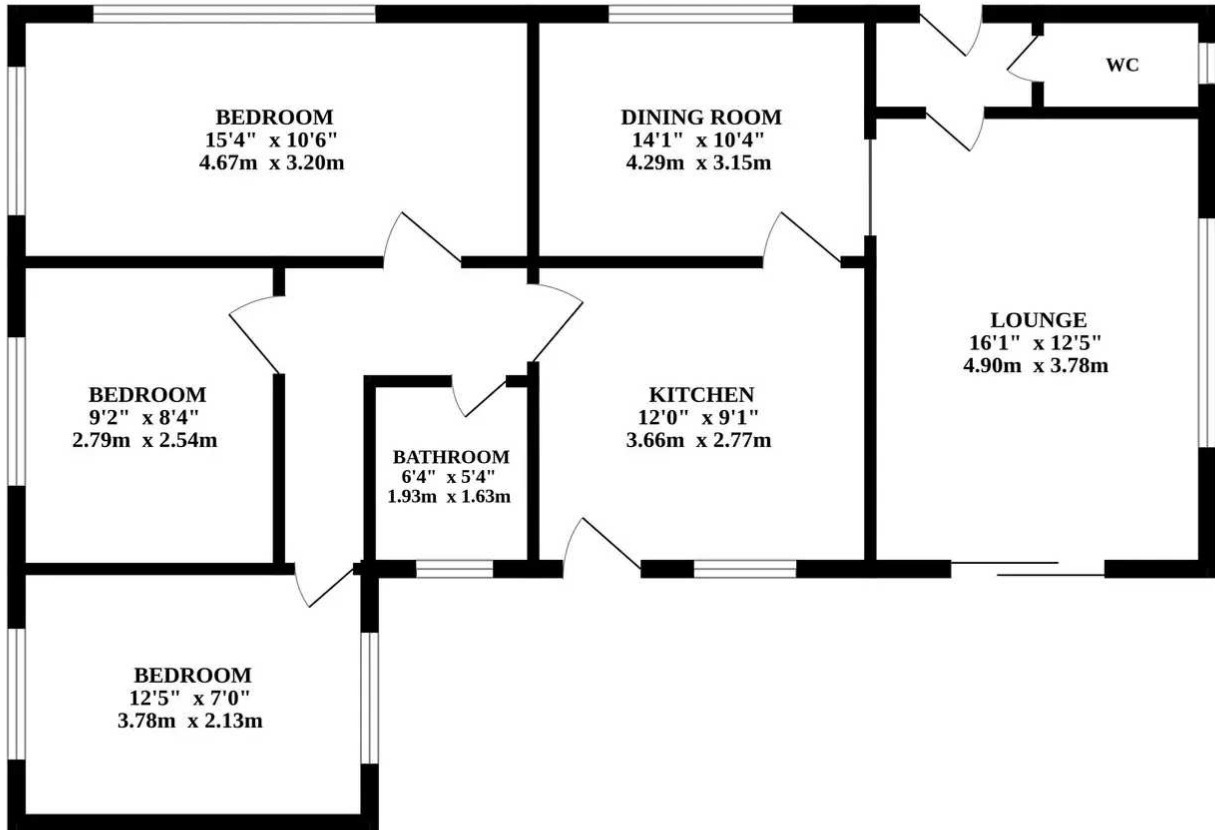 BEDROOM
15'4" x 10'6"
4.67m x 3.20m
DINING ROOM
14'1" x 10'4"
4.29m x 3.15m
WC
LOUNGE
16'1" x 12'5"
4.90m x 3.78m
BEDROOM
9'2" x 8'4"
2.79m x 2.54m
KITCHEN
12'0" x 9'1"
3.66m x 2.77m
BATHROOM
6'4" x 5'4"
1.93m x 1.63m
BEDROOM
12'5" x 7'0"
3.78m x 2.13m